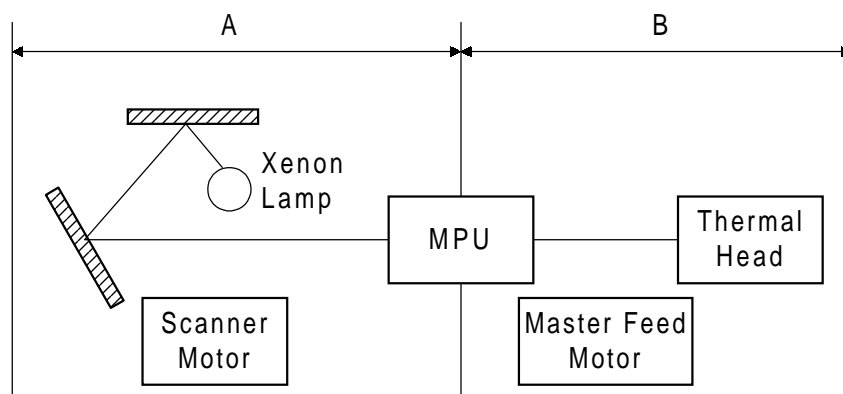 A
B
Xenon
Lamp
MPU
Thermal
Head
Scanner
Motor
Master Feed
Motor